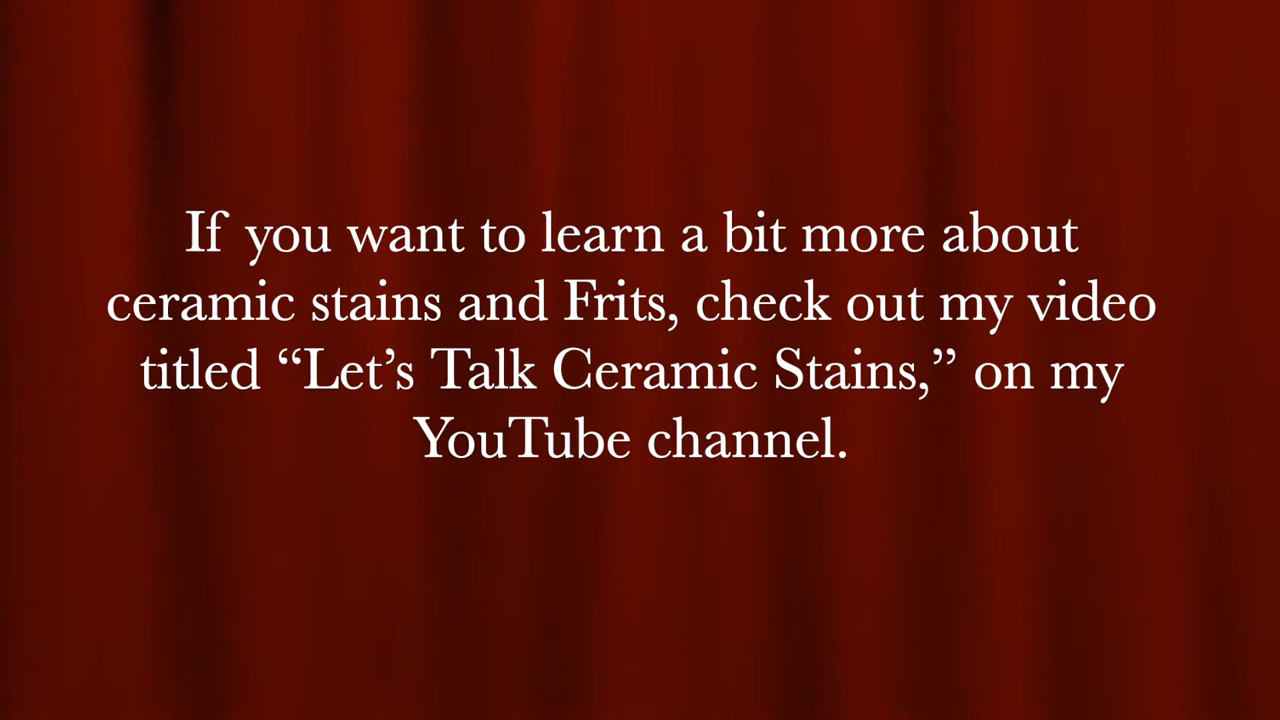 If you want to learn a bit more about
ceramic stains and Frits, check out my video
titled “Let’s Talk Ceramic Stains,” on my
YouTube channel.